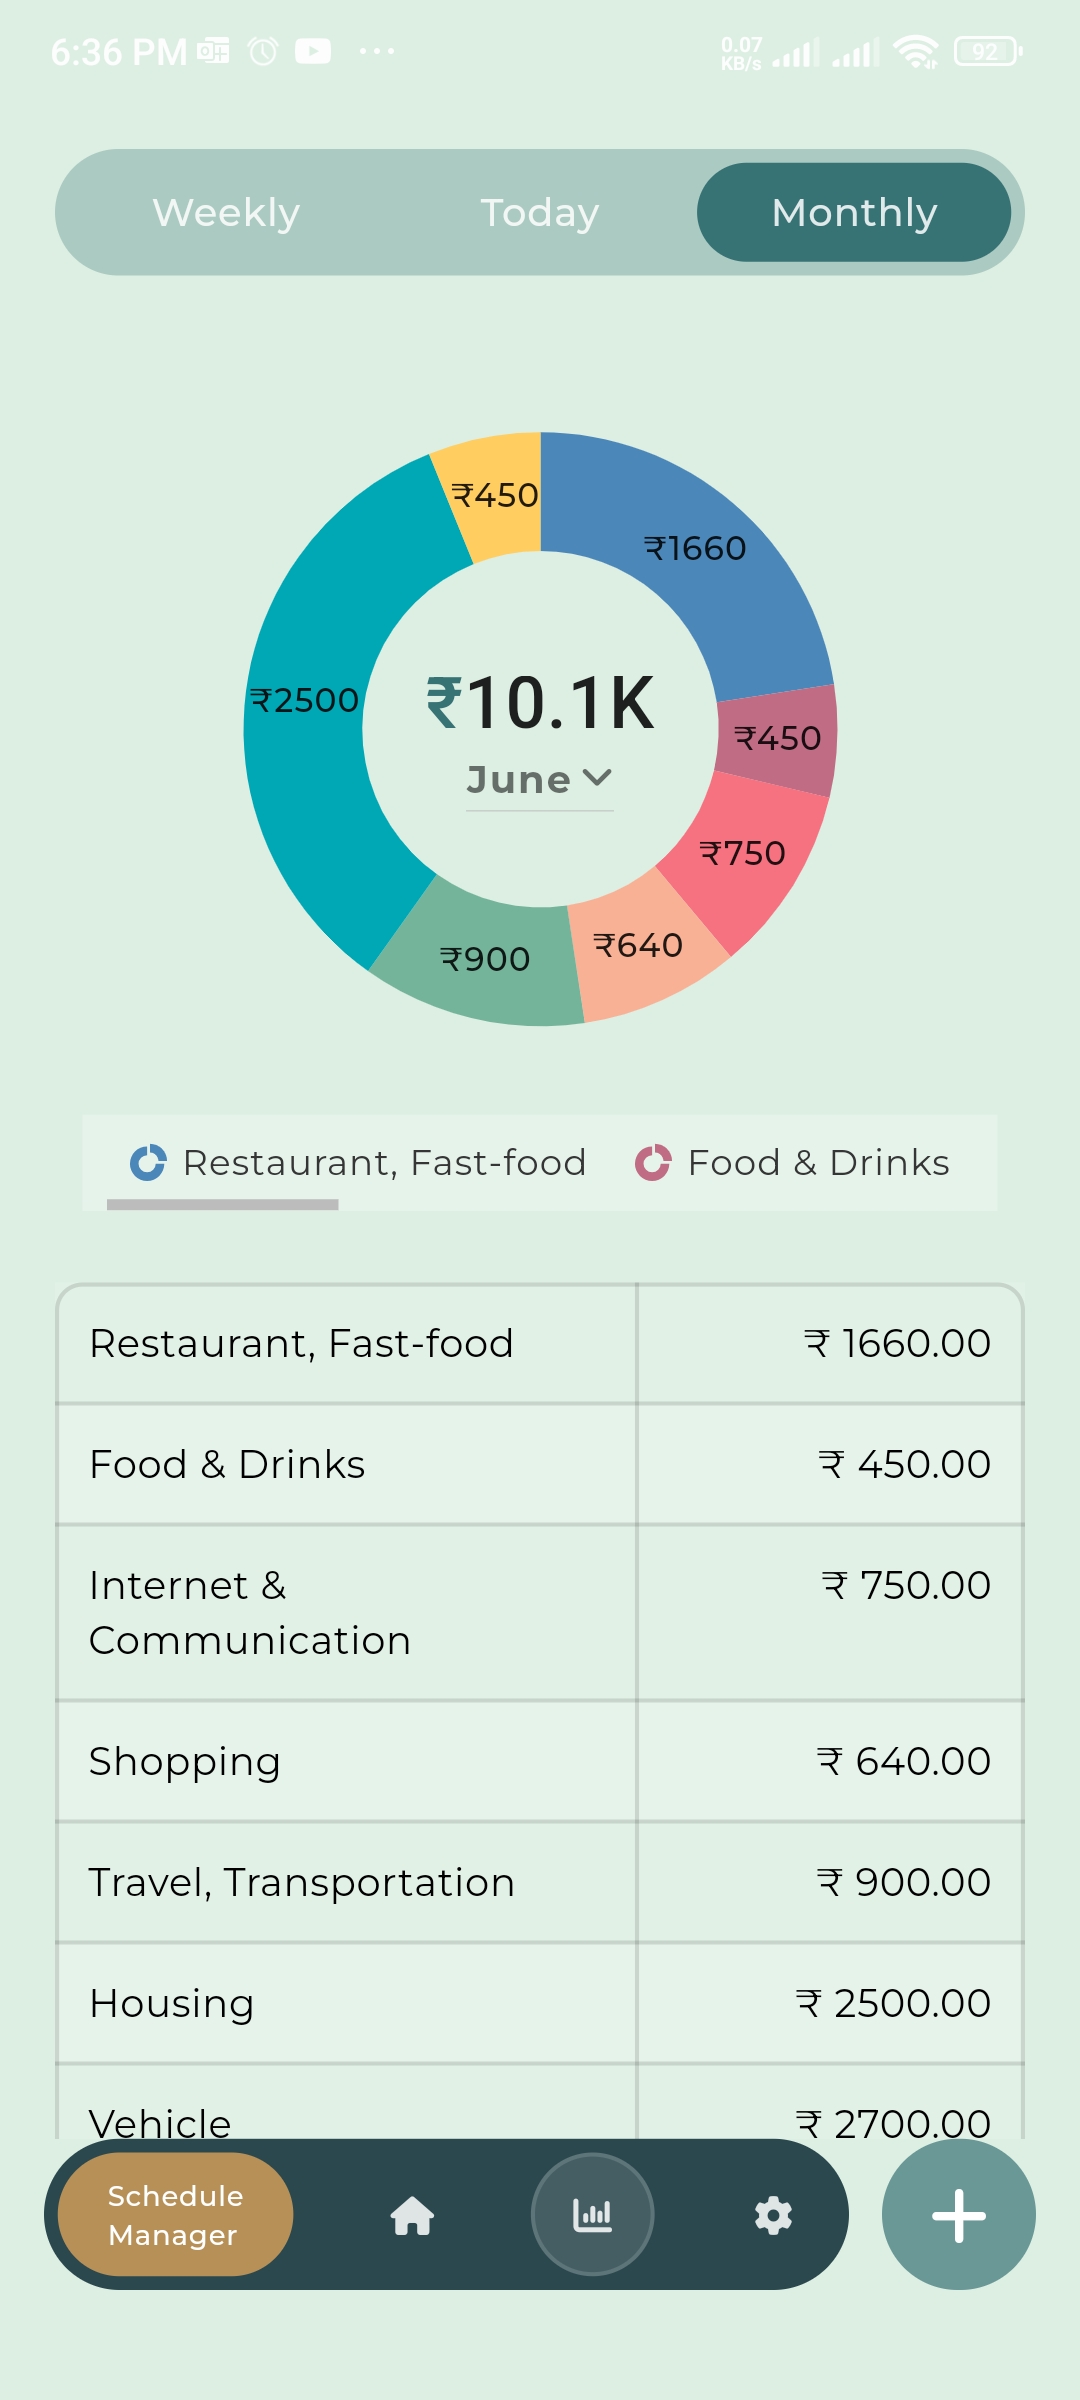 6:36 PM
0.07
KB/s
92
Weekly Today Monthly
₹450
₹1660
₹2500
₹10.1K
₹450
June
₹750
₹640
₹900
Restaurant, Fast-food Food & Drinks
Restaurant, Fast-food ₹ 1660.00
Food & Drinks ₹ 450.00
Internet & ₹ 750.00
Communication
Shopping ₹ 640.00
Travel, Transportation ₹ 900.00
Housing ₹ 2500.00
Vehicle ₹ 2700.00
Schedule
Manager